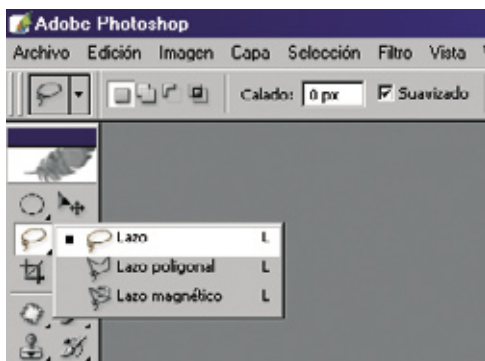 Adobe Photoshop
Archivo Edición Imagen Capa Selección Filtro Vista
Calado: 0 px Suavizado
Lazo L
Lazo poligonal L
Lazo magnético L